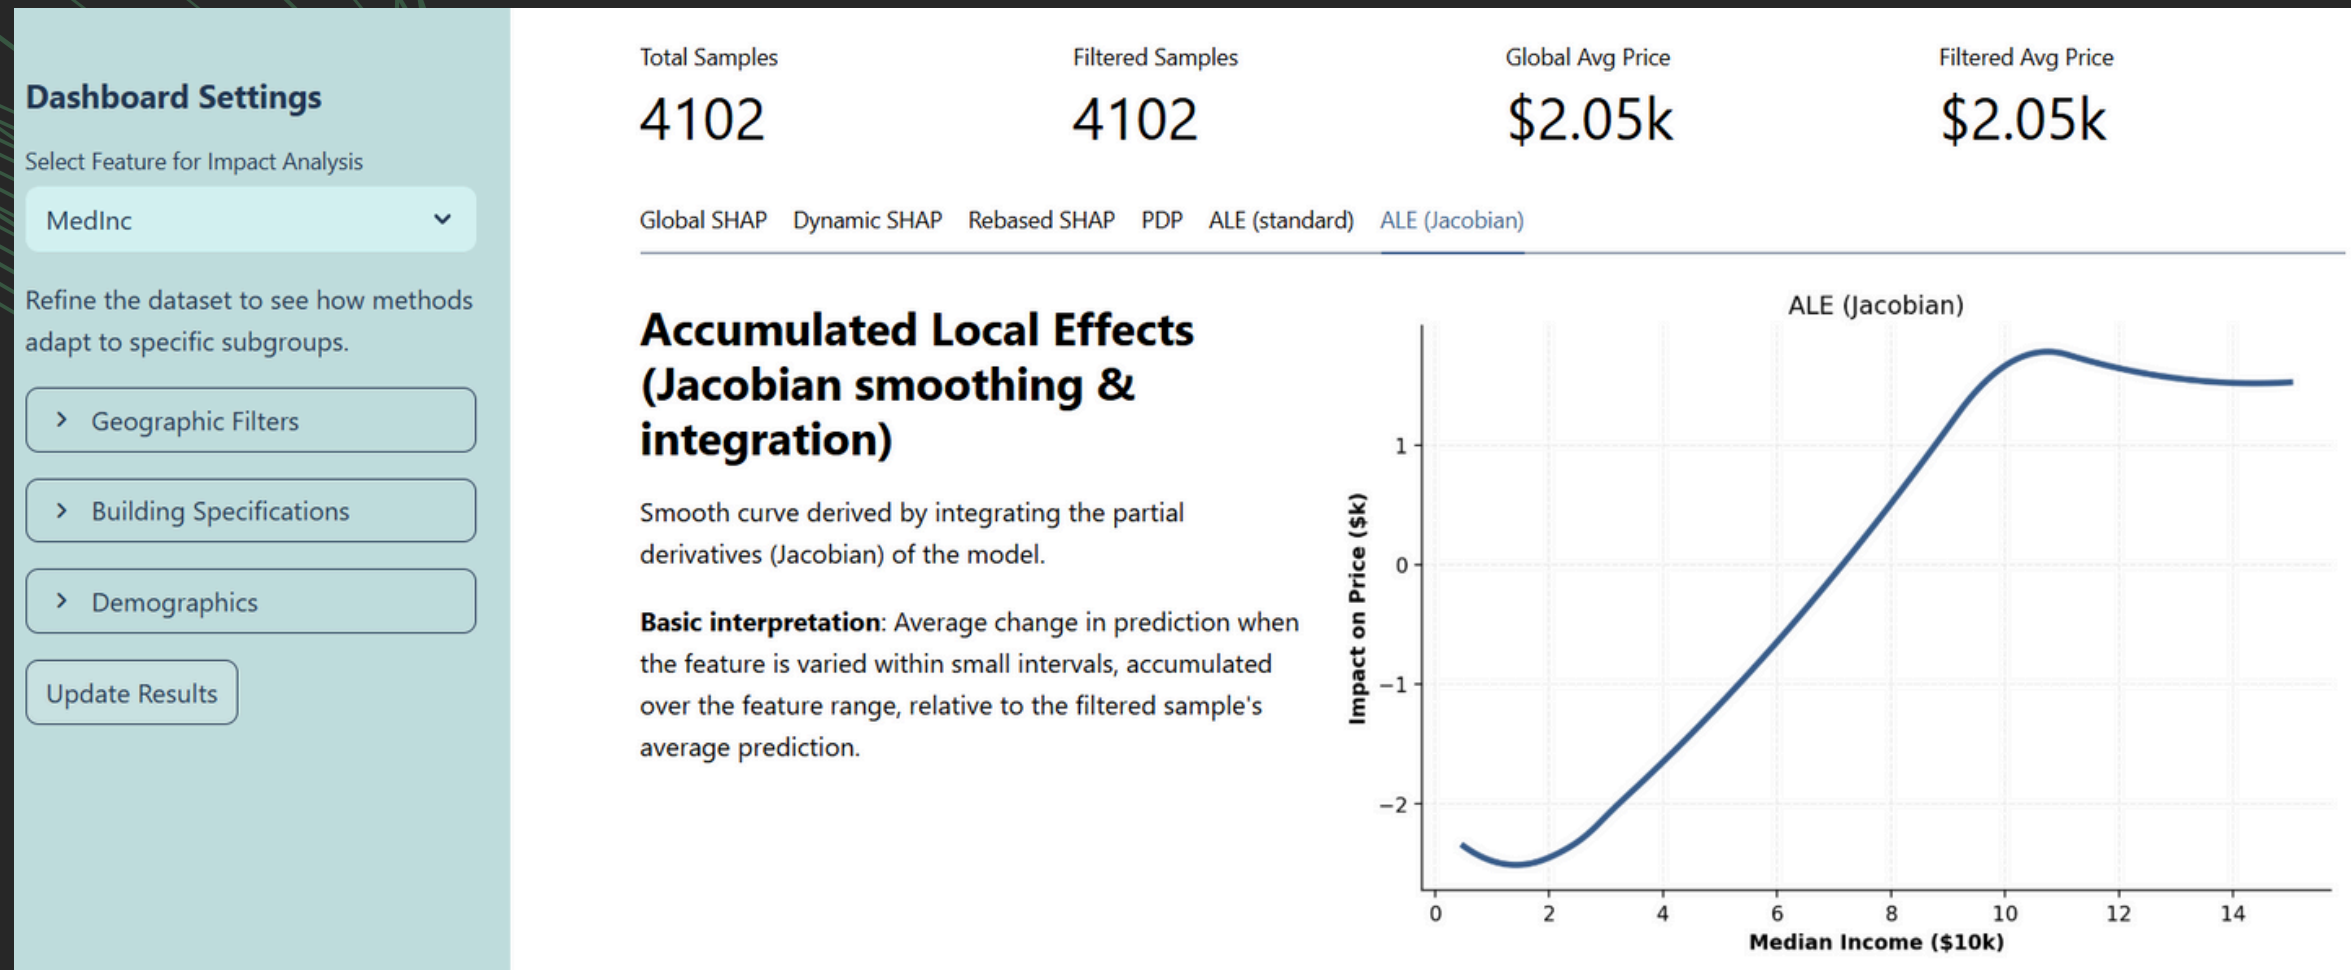 Dashboard Settings
Select Feature for Impact Analysis
MedInc
Refine the dataset to see how methods
adapt to specific subgroups.
Geographic Filters
Building Specifications
Demographics
Update Results
Total Samples
4102
Filtered Samples
4102
Global Avg Price
$2.05k
Filtered Avg Price
$2.05k
Global SHAP Dynamic SHAP Rebased SHAP PDP ALE (standard) ALE (Jacobian)
Accumulated Local Effects
(Jacobian smoothing &
integration)
Smooth curve derived by integrating the partial
derivatives (Jacobian) of the model.
Basic interpretation: Average change in prediction when
the feature is varied within small intervals, accumulated
over the feature range, relative to the filtered sample's
average prediction.
ALE (Jacobian)
Impact on Price ($k)
1
0
−1
−2
0 2 4 6 8 10 12 14
Median Income ($10k)